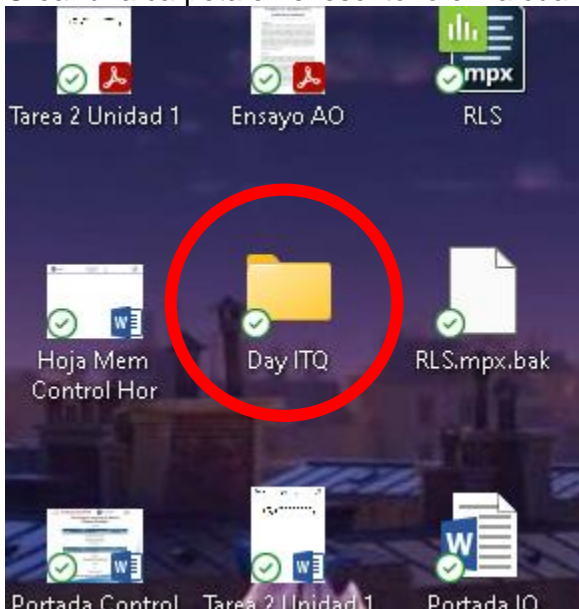 mpx
Tarea 2 Unidad 1
Ensayo AO
RLS
W
Hoja Mem
Control Hor
Day ITQ
RLS.mpx.bak
W
W
W
Portada Control
Tarea 2 Unidad 1
Portada IO